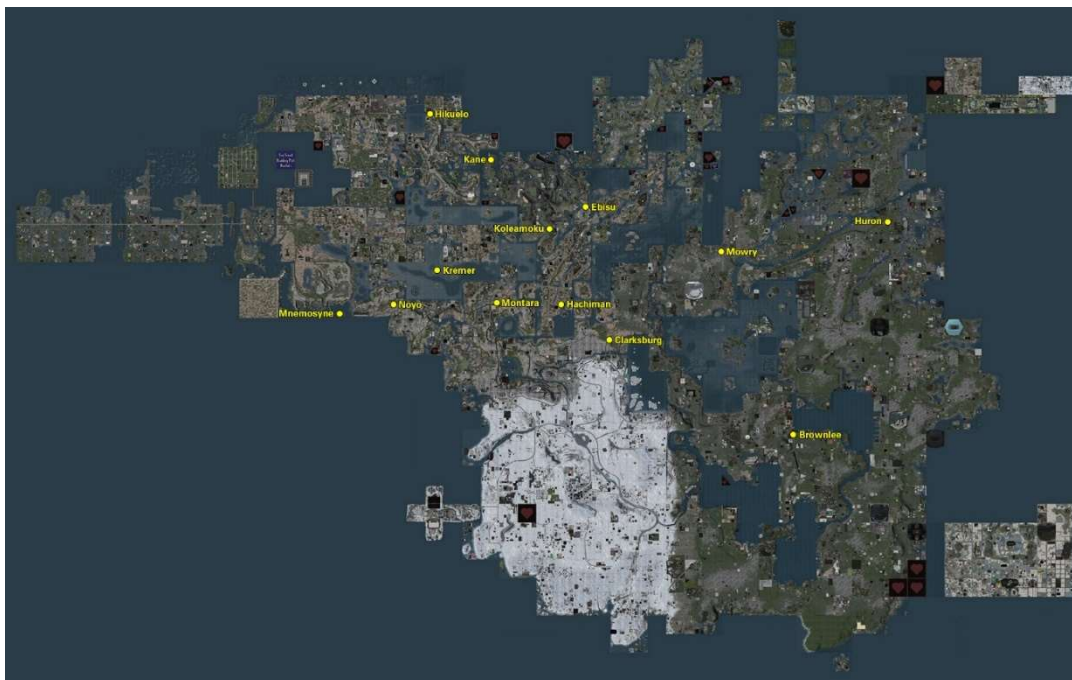 Hikuelo
Kane
Ebisu
Koleamoku
Huron
Mowry
Kremer
Noyo
Montara
Hachiman
Mnemosyne
Clarksburg
Brownlee